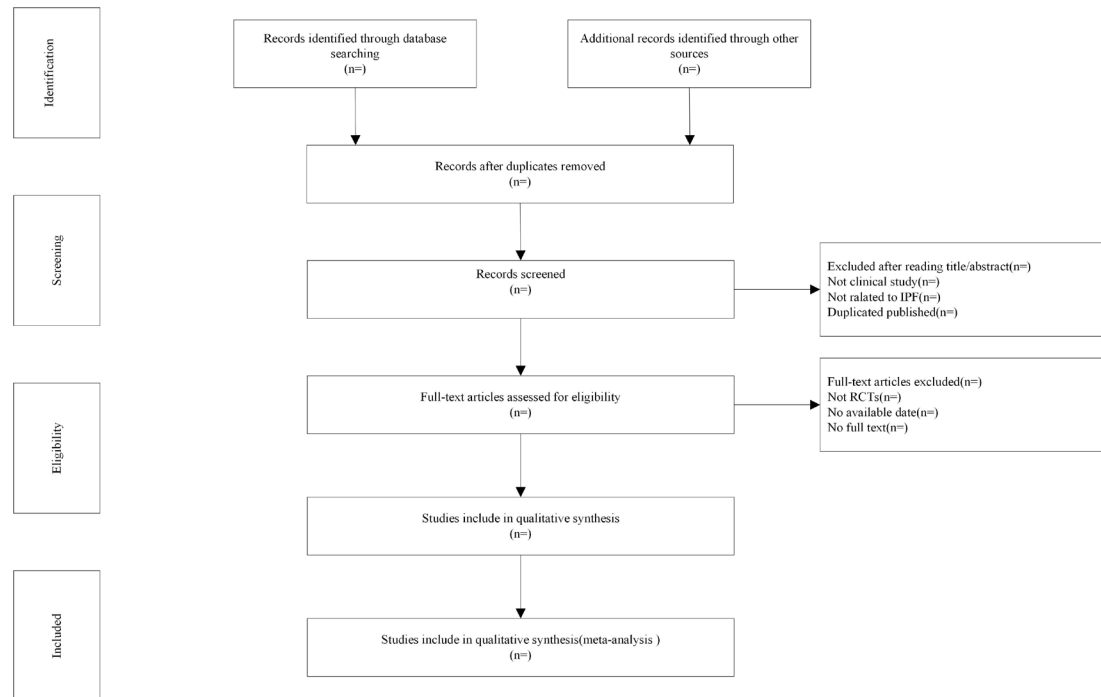 Identification
Records identified through database
searching
(n=)
Additional records identified through other
sources
(n=)
Records after duplicates removed
(n=)
Screening
Records screened
(n=)
Excluded after reading title/abstract(n=)
Not clinical study(n=)
Not ralated to IPF(n=)
Duplicated published(n=)
Eligibility
Full-text articles assessed for eligibility
(n=)
Full-text articles excluded(n=)
Not RCTs(n=)
No available date(n=)
No full text(n=)
Studies include in qualitative synthesis
(n=)
Included
Studies include in qualitative synthesis(meta-analysis )
(n=)